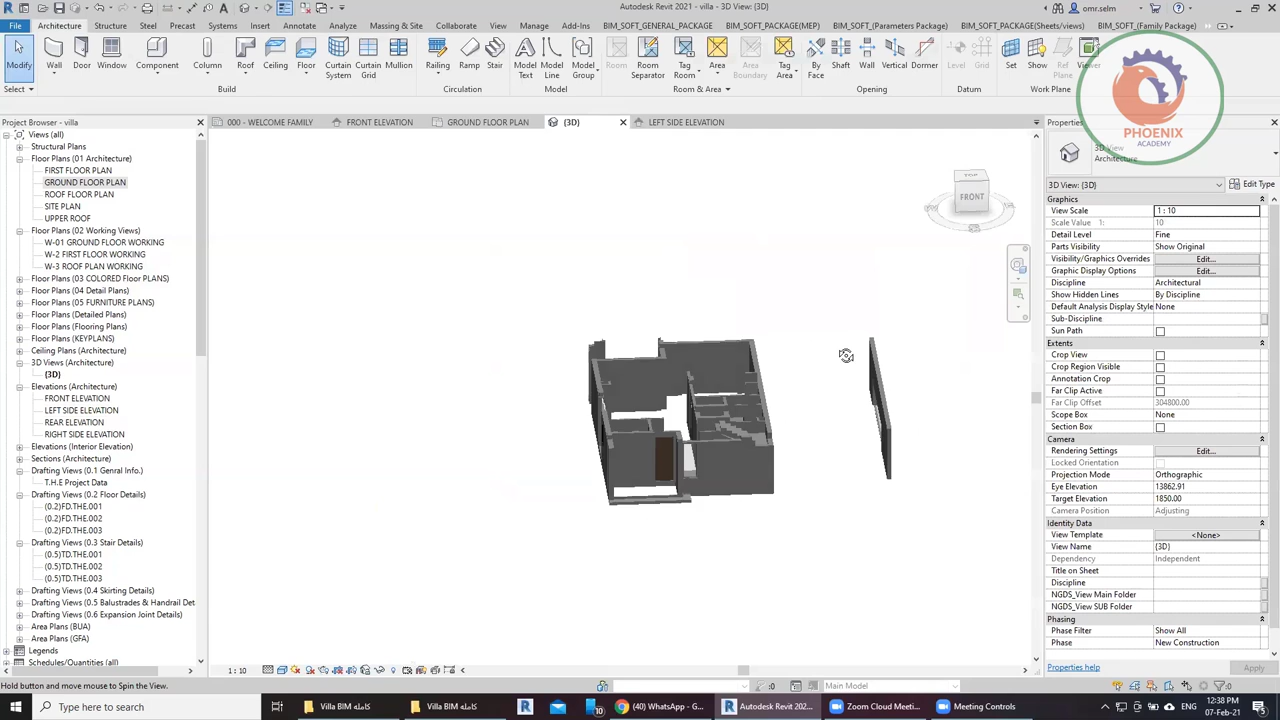 Autodesk Revit 2021 - villa - 3D View: {3D}
omr.selm
File Architecture Structure Steel Precast Systems Insert Annotate Analyze Massing & Site Collaborate View Manage Add-Ins BIM_SOFT_GENERAL_PACKAGE BIM_SOFT_PACKAGE(MEP) BIM_SOFT_(Parameters Package) BIM_SOFT_PACKAGE(Sheets/views) BIM_SOFT_(Family Package)
Modify Wall Door Window Component Column Roof Ceiling Floor Curtain System Curtain Grid Mullion Railing Ramp Stair Model Text Model Line Model Group Room Room Separator Tag Room Area Area Boundary Tag Area By Face Shaft Wall Vertical Dormer Level Grid Set Show Ref Plane Viewer
Select Build Circulation Model Room & Area Opening Datum Work Plane
PHOENIX
ACADEMY
Project Browser - villa
Views (all)
Structural Plans
Floor Plans (01 Architecture)
FIRST FLOOR PLAN
GROUND FLOOR PLAN
ROOF FLOOR PLAN
SITE PLAN
UPPER ROOF
Floor Plans (02 Working Views)
W-01 GROUND FLOOR WORKING
W-2 FIRST FLOOR WORKING
W-3 ROOF PLAN WORKING
Floor Plans (03 COLORED Floor PLANS)
Floor Plans (04 Detail Plans)
Floor Plans (05 FURNITURE PLANS)
Floor Plans (Detailed Plans)
Floor Plans (Flooring Plans)
Floor Plans (KEYPLANS)
Ceiling Plans (Architecture)
3D Views (Architecture)
{3D}
Elevations (Architecture)
FRONT ELEVATION
LEFT SIDE ELEVATION
REAR ELEVATION
RIGHT SIDE ELEVATION
Elevations (Interior Elevation)
Sections (Architecture)
Drafting Views (0.1 Genral Info.)
T.H.E Project Data
Drafting Views (0.2 Floor Details)
(0.2)FD.THE.001
(0.2)FD.THE.002
(0.2)FD.THE.003
Drafting Views (0.3 Stair Details)
(0.5)TD.THE.001
(0.5)TD.THE.002
(0.5)TD.THE.003
Drafting Views (0.4 Skirting Details)
Drafting Views (0.5 Balustrades & Handrail Det
Drafting Views (0.6 Expansion Joint Details)
Area Plans (BUA)
Area Plans (GFA)
Legends
Schedules/Quantities (all)
000 - WELCOME FAMILY FRONT ELEVATION GROUND FLOOR PLAN {3D} LEFT SIDE ELEVATION
TOP
FRONT
1 : 10
Properties
3D View
Architecture
3D View: {3D} Edit Type
Graphics
View Scale 1 : 10
Scale Value 1: 10
Detail Level Fine
Parts Visibility Show Original
Visibility/Graphics Overrides Edit...
Graphic Display Options Edit...
Discipline Architectural
Show Hidden Lines By Discipline
Default Analysis Display Style None
Sub-Discipline
Sun Path
Extents
Crop View
Crop Region Visible
Annotation Crop
Far Clip Active
Far Clip Offset 304800.00
Scope Box None
Section Box
Camera
Rendering Settings Edit...
Locked Orientation
Projection Mode Orthographic
Eye Elevation 13862.91
Target Elevation 1850.00
Camera Position Adjusting
Identity Data
View Template <None>
View Name {3D}
Dependency Independent
Title on Sheet
Discipline
NGDS_View Main Folder
NGDS_View SUB Folder
Phasing
Phase Filter Show All
Phase New Construction
Properties help Apply
Hold button and move mouse to Spin the View. :0 Main Model :0
Type here to search Villa BIM كاملة Villa BIM كاملة (40) WhatsApp - G... Autodesk Revit 202... Zoom Cloud Meeti... Meeting Controls
12:38 PM
07-Feb-21